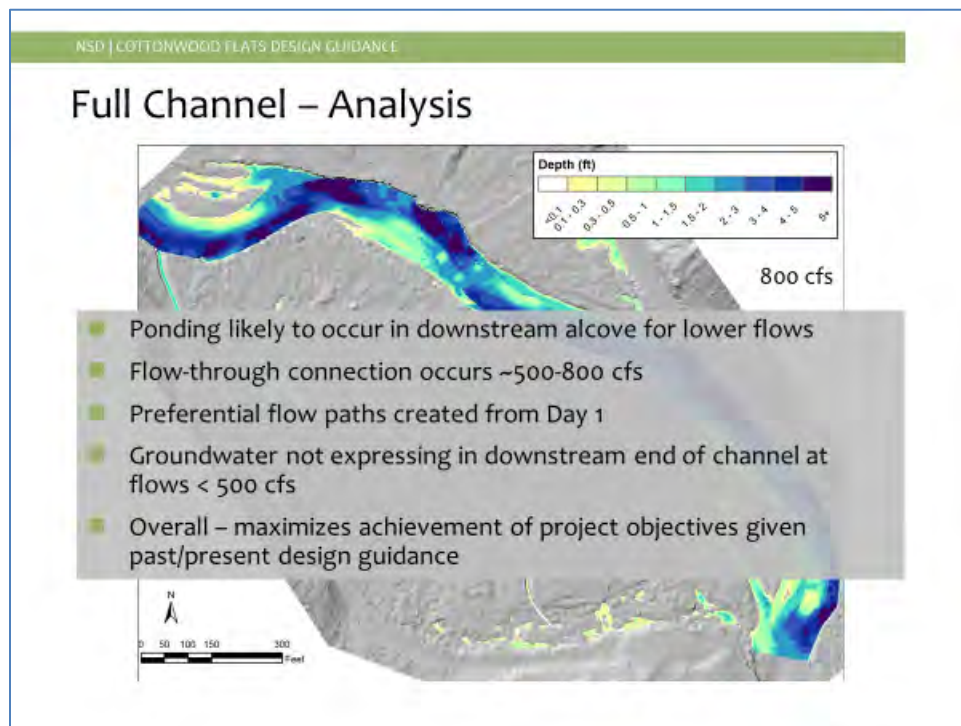 NSD | COTTONWOOD FLATS DESIGN GUIDANCE
Full Channel – Analysis
Depth (ft)
<0.1
0.1 - 0.3
0.3 - 0.5
0.5 - 1
1 - 1.5
1.5 - 2
2 - 3
3 - 4
4 - 5
5+
800 cfs
Ponding likely to occur in downstream alcove for lower flows
Flow-through connection occurs ~500-800 cfs
Preferential flow paths created from Day 1
Groundwater not expressing in downstream end of channel at
flows < 500 cfs
Overall – maximizes achievement of project objectives given
past/present design guidance
N
0 50 100 150 300
Feet